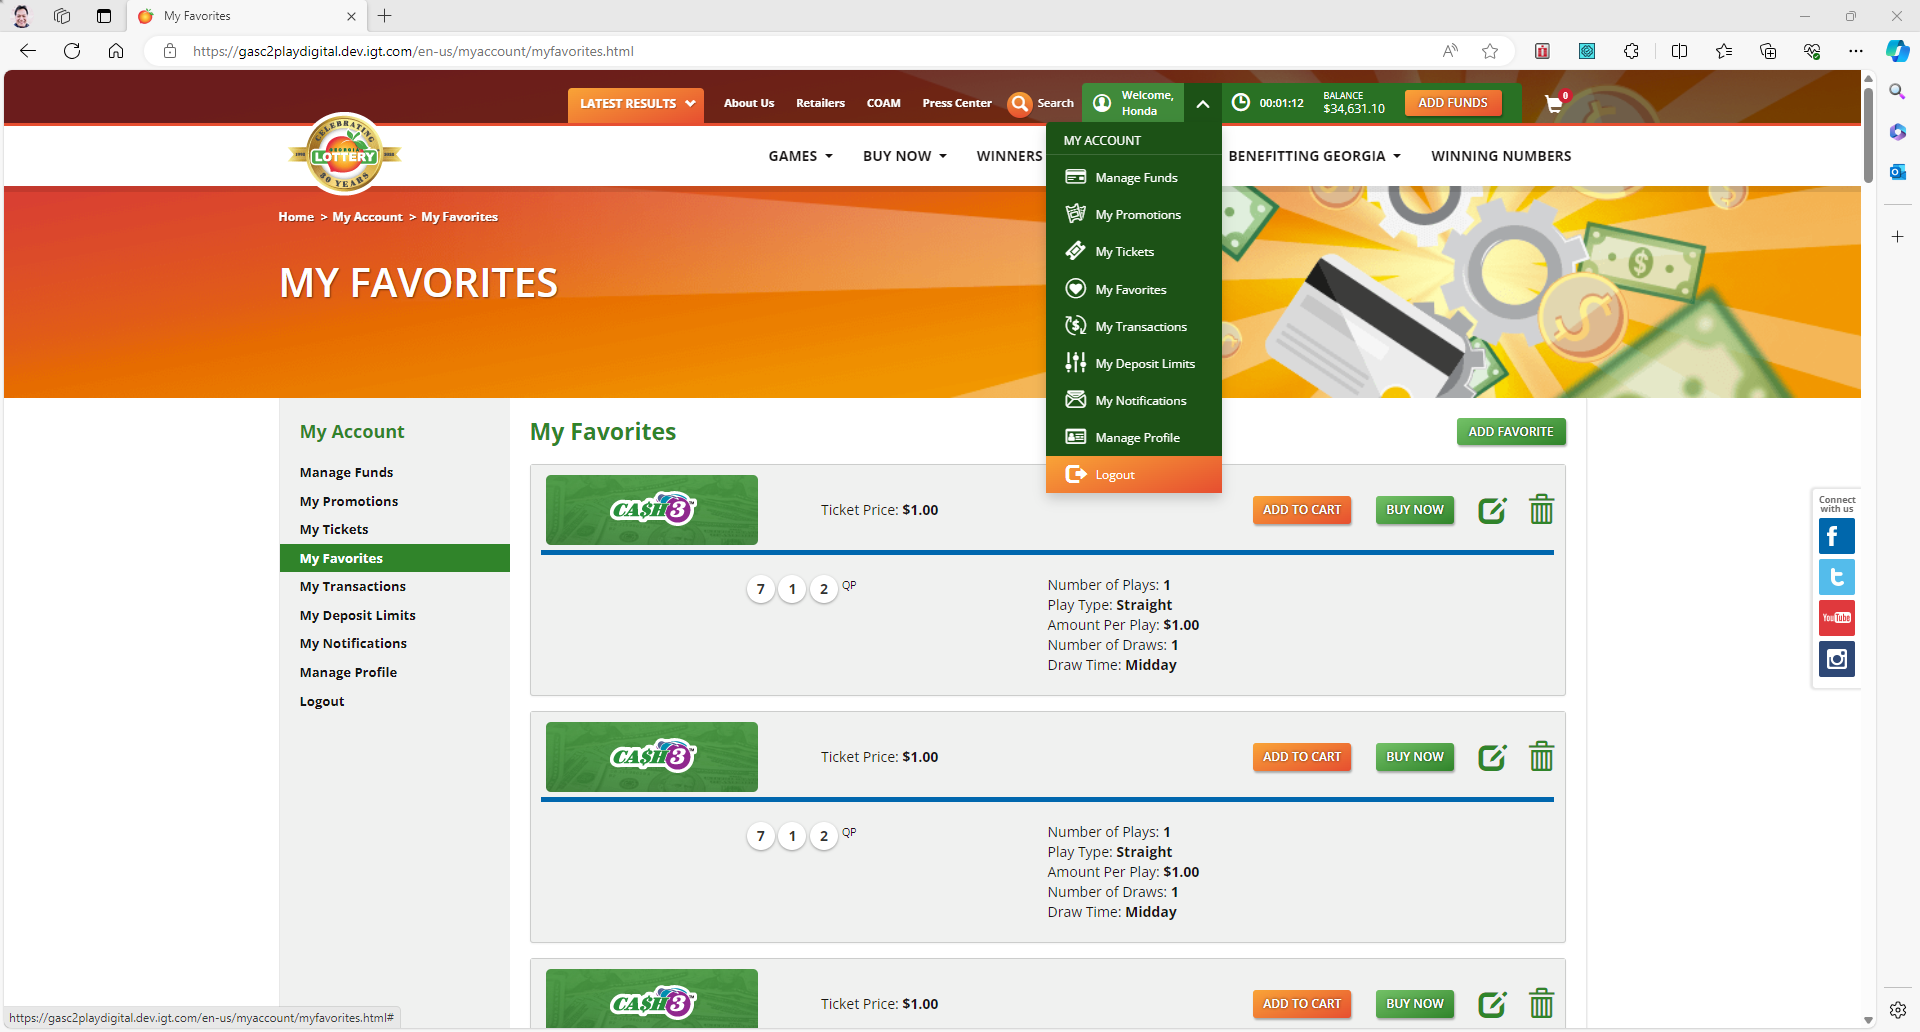 My Favorites
https://gasc2playdigital.dev.igt.com/en-us/myaccount/myfavorites.html
LATEST RESULTS
About Us
Retailers
COAM
Press Center
Search
Welcome,
Honda
00:01:12
BALANCE
$34,631.10
ADD FUNDS
0
CELEBRATING
GEORGIA
LOTTERY
30 YEARS
GAMES
BUY NOW
WINNERS
BENEFITTING GEORGIA
WINNING NUMBERS
MY ACCOUNT
Manage Funds
My Promotions
My Tickets
My Favorites
My Transactions
My Deposit Limits
My Notifications
Manage Profile
Logout
Home > My Account > My Favorites
MY FAVORITES
My Account
Manage Funds
My Promotions
My Tickets
My Favorites
My Transactions
My Deposit Limits
My Notifications
Manage Profile
Logout
My Favorites
ADD FAVORITE
CA$H 3
Ticket Price: $1.00
ADD TO CART
BUY NOW
7 1 2 QP
Number of Plays: 1
Play Type: Straight
Amount Per Play: $1.00
Number of Draws: 1
Draw Time: Midday
CA$H 3
Ticket Price: $1.00
ADD TO CART
BUY NOW
7 1 2 QP
Number of Plays: 1
Play Type: Straight
Amount Per Play: $1.00
Number of Draws: 1
Draw Time: Midday
CA$H 3
Ticket Price: $1.00
ADD TO CART
BUY NOW
Connect
with us
YouTube
https://gasc2playdigital.dev.igt.com/en-us/myaccount/myfavorites.html#